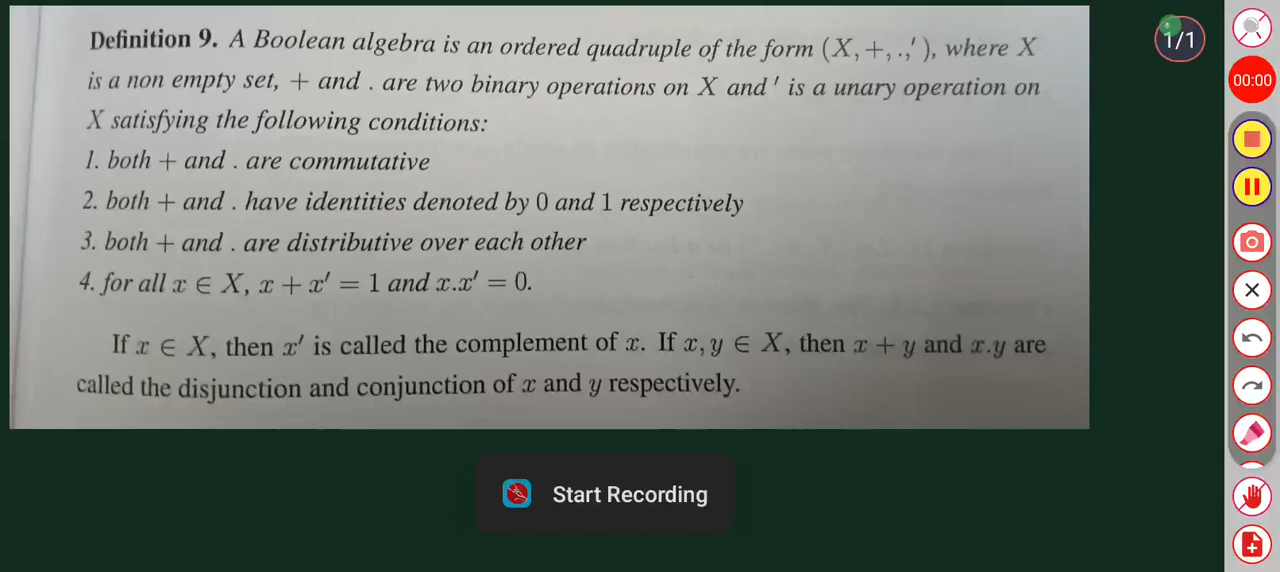 Definition 9. A Boolean algebra is an ordered quadruple of the form (X, +, ., ′ ), where X
is a non empty set, + and . are two binary operations on X and ′ is a unary operation on
X satisfying the following conditions:
1. both + and . are commutative
2. both + and . have identities denoted by 0 and 1 respectively
3. both + and . are distributive over each other
4. for all x ∈ X, x + x′ = 1 and x.x′ = 0.
If x ∈ X, then x′ is called the complement of x. If x, y ∈ X, then x + y and x.y are
called the disjunction and conjunction of x and y respectively.
Start Recording
1/1
00:00